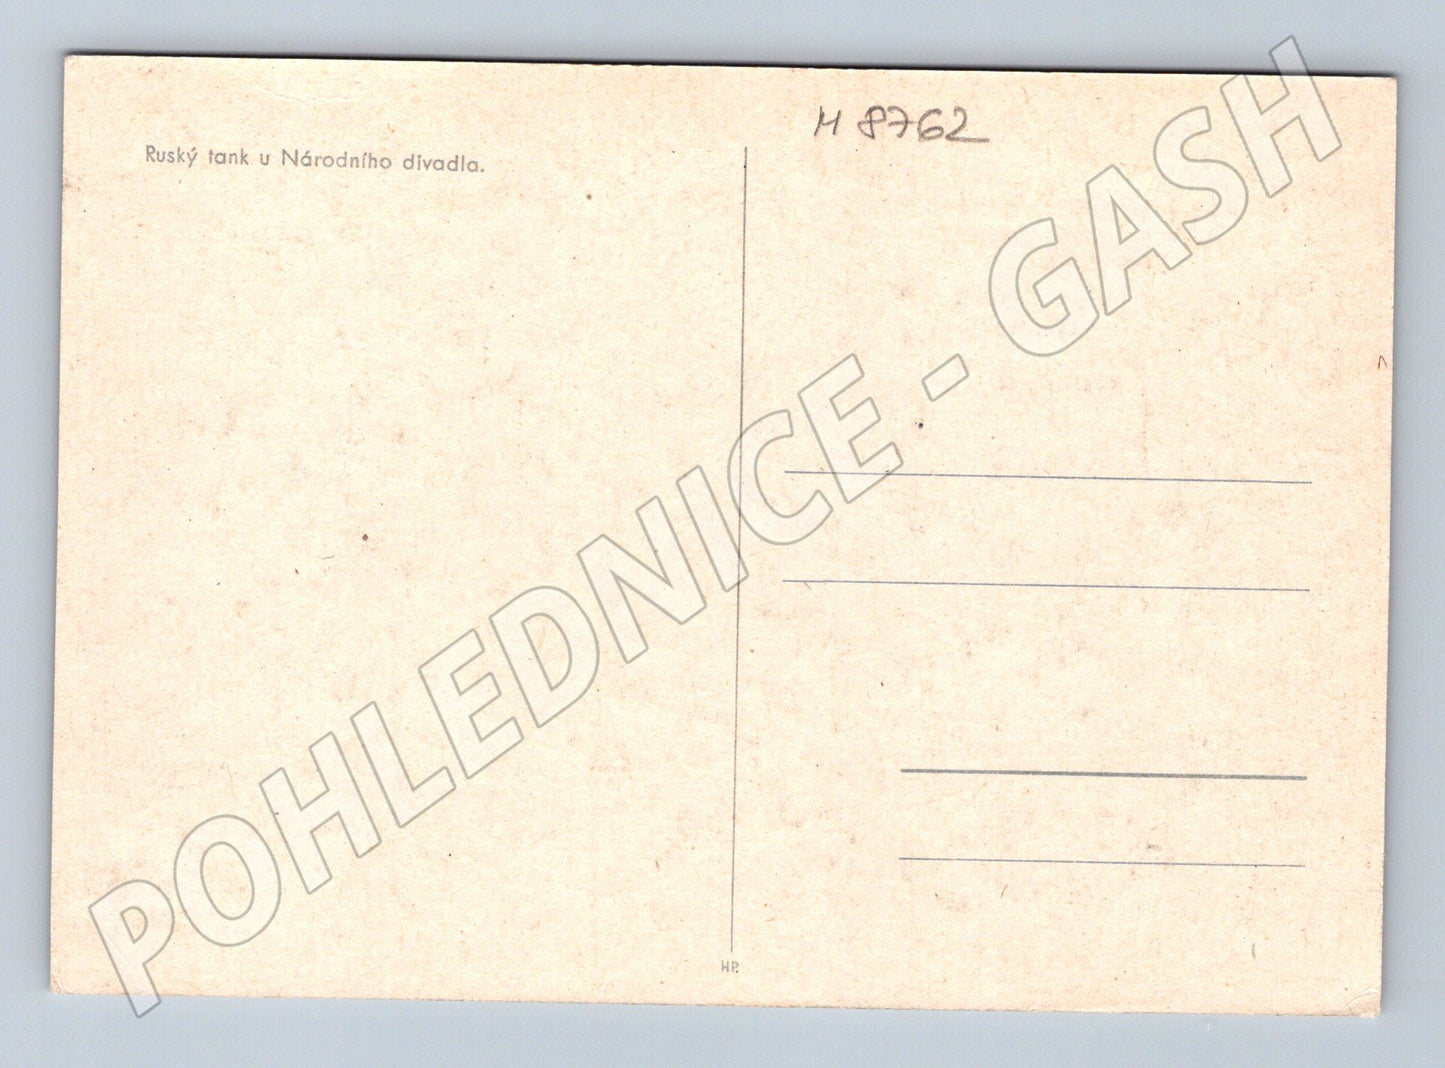 M 8762
Ruský tank u Národního divadla.
POHLEDNICE - GASH
HP.